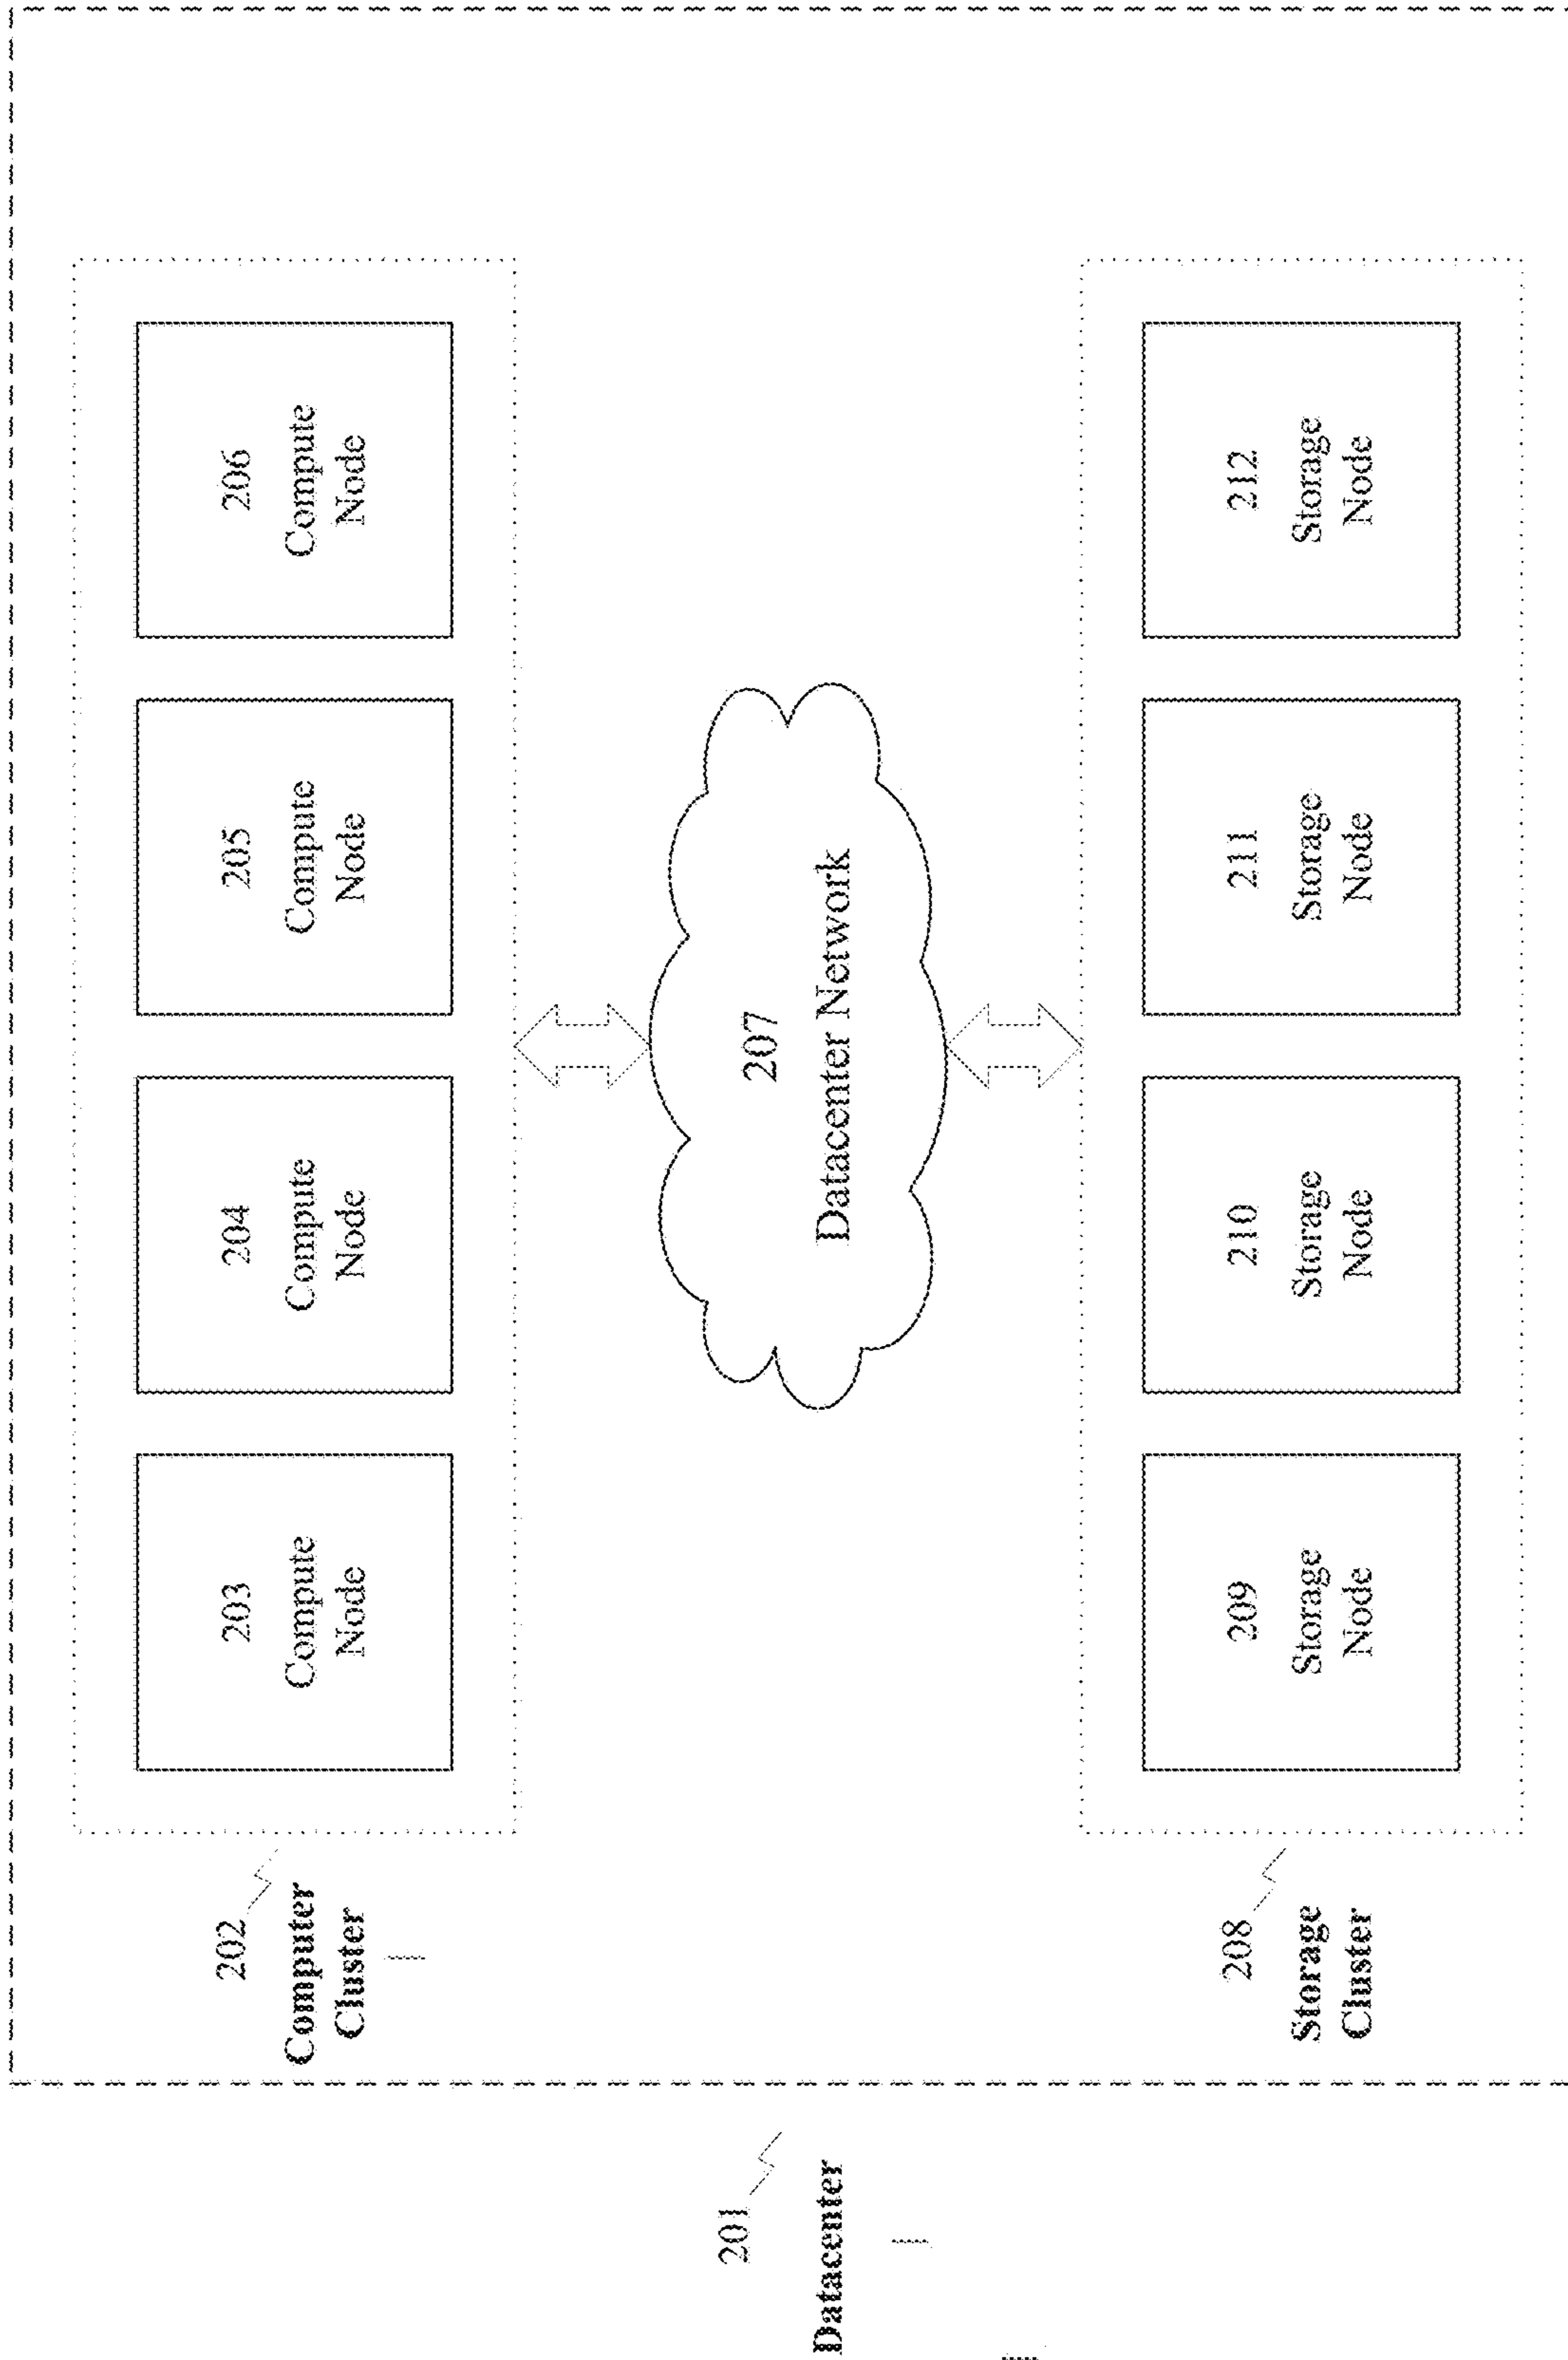 201
Datacenter
202
Computer
Cluster
203
Compute
Node
204
Compute
Node
205
Compute
Node
206
Compute
Node
207
Datacenter Network
208
Storage
Cluster
209
Storage
Node
210
Storage
Node
211
Storage
Node
212
Storage
Node